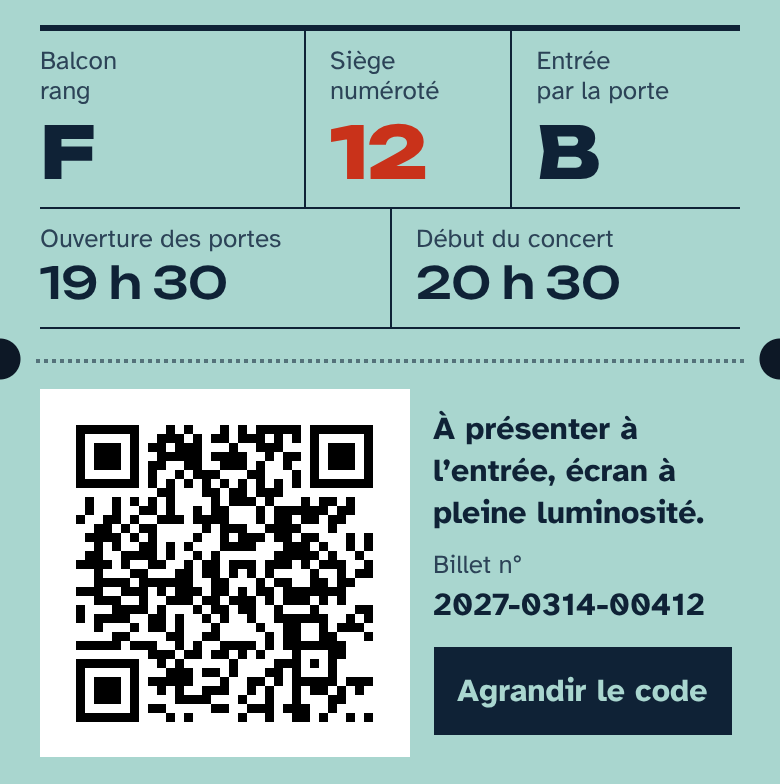 Balcon
rang
F
Siège
numéroté
12
Entrée
par la porte
B
Ouverture des portes
19 h 30
Début du concert
20 h 30
À présenter à
l’entrée, écran à
pleine luminosité.
Billet n°
2027-0314-00412
Agrandir le code